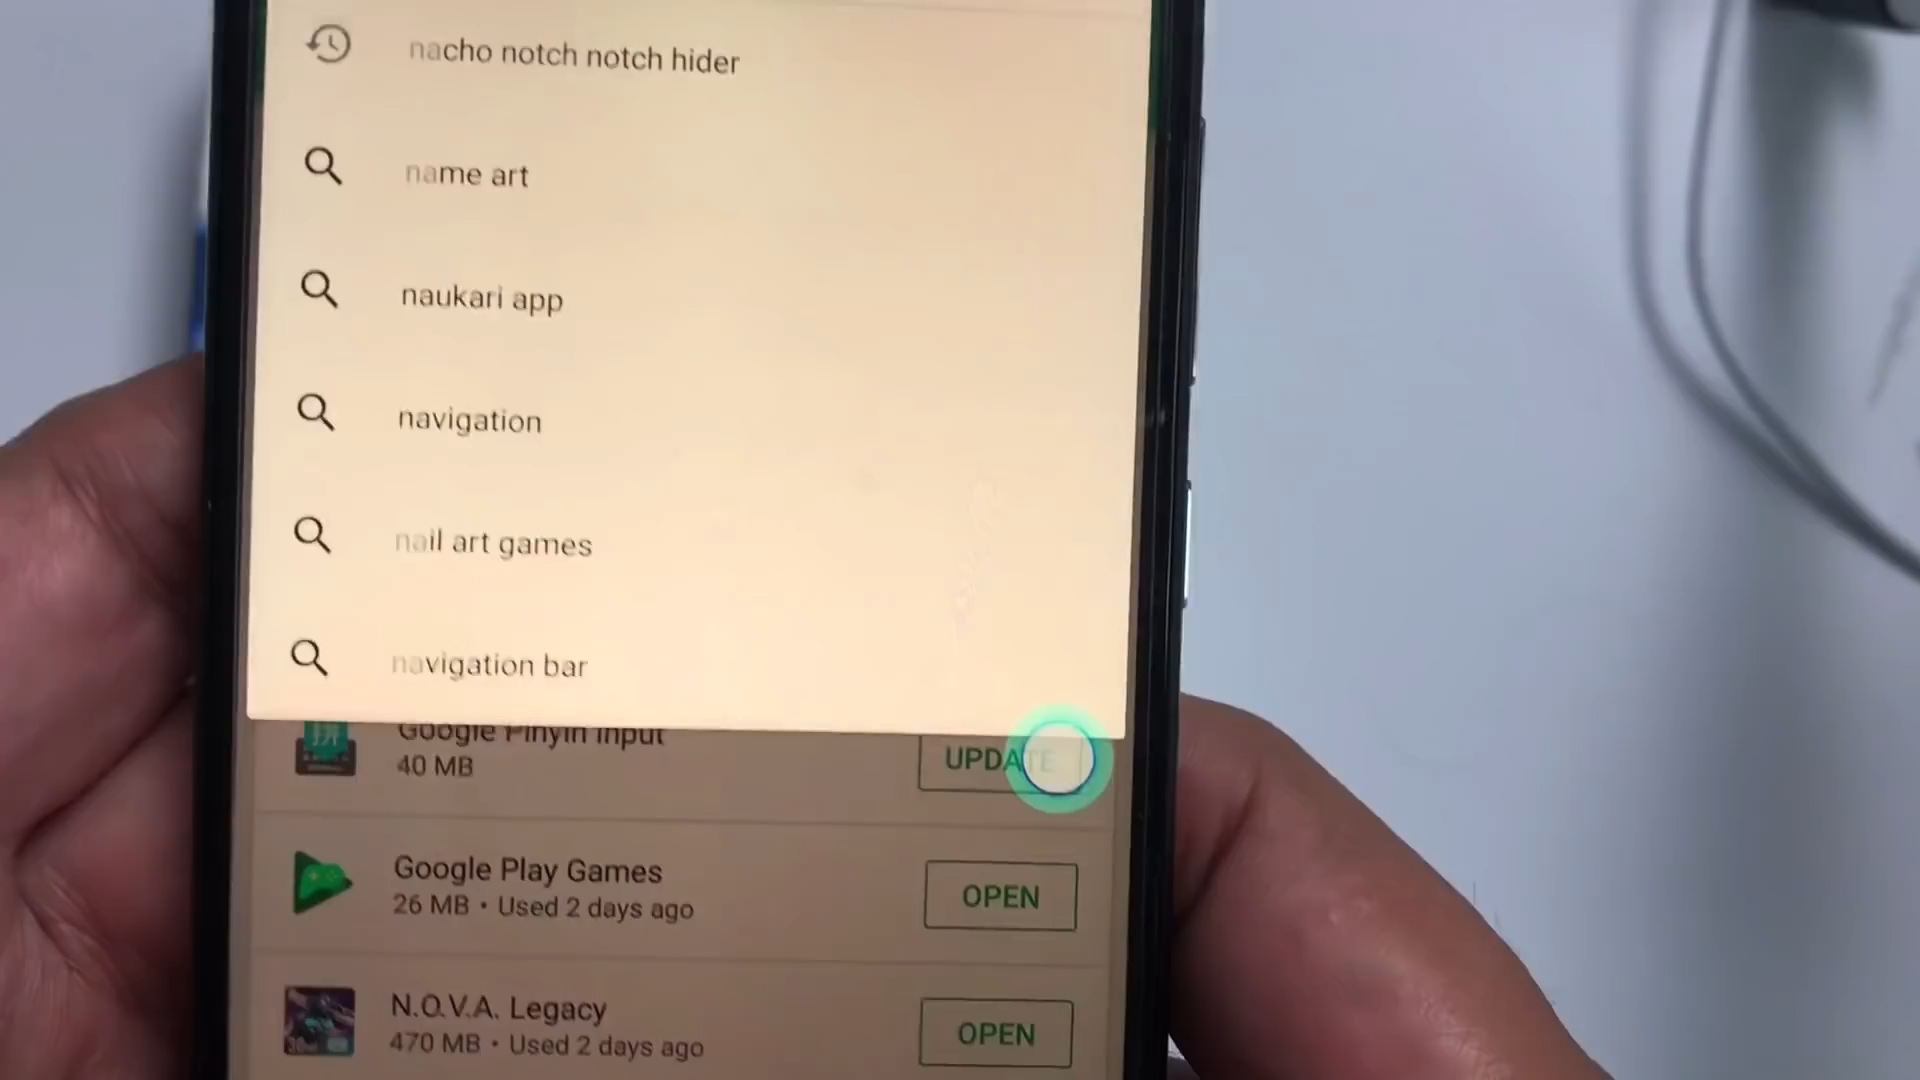 nacho notch notch hider
name art
naukari app
navigation
nail art games
navigation bar
Google Pinyin Input
40 MB
UPDATE
Google Play Games
26 MB • Used 2 days ago
OPEN
N.O.V.A. Legacy
470 MB • Used 2 days ago
OPEN